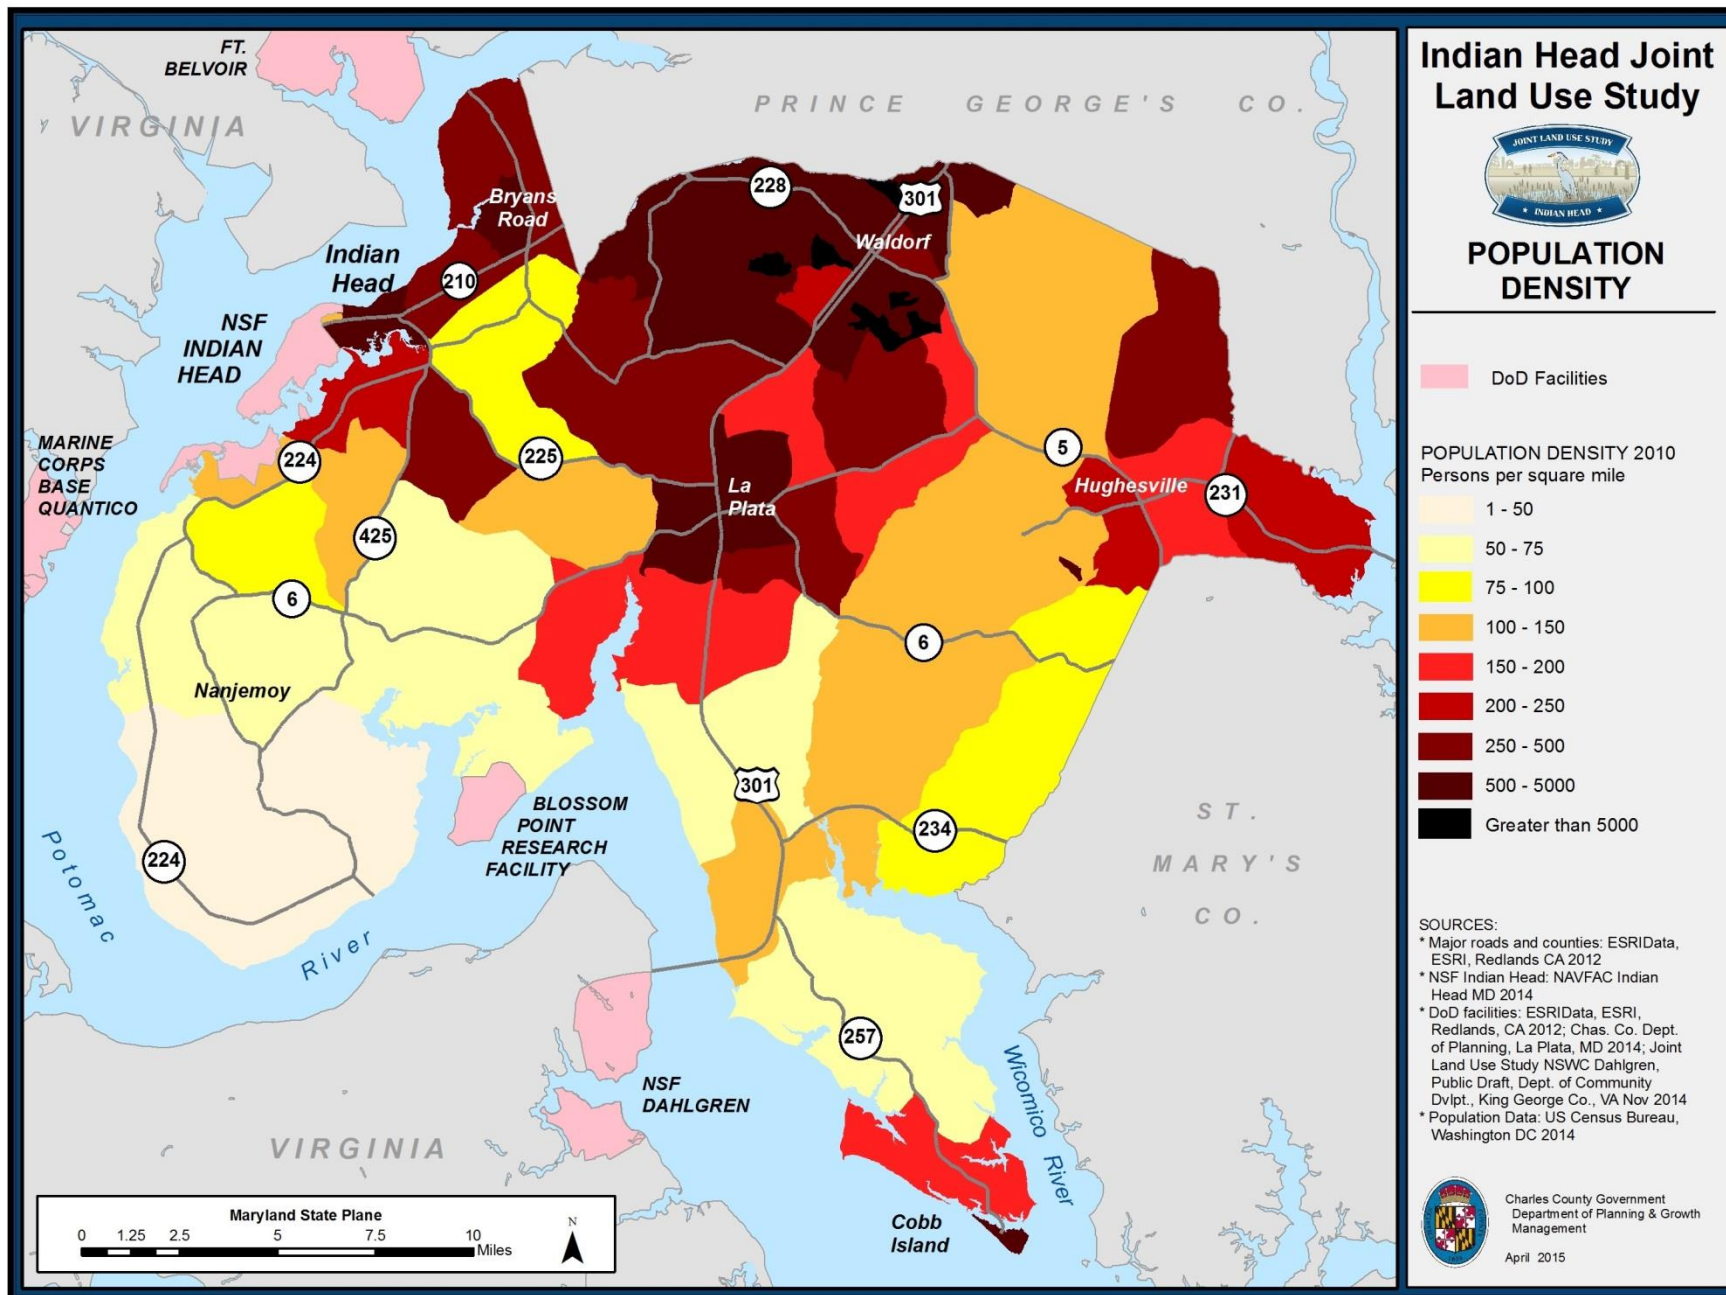 FT.
BELVOIR
VIRGINIA
PRINCE GEORGE'S CO.
228
301
Bryans
Road
Waldorf
Indian
Head
210
NSF
INDIAN
HEAD
MARINE
CORPS
BASE
QUANTICO
224
225
5
La
Plata
Hughesville
231
425
6
6
Nanjemoy
301
BLOSSOM
POINT
RESEARCH
FACILITY
234
ST.
MARY'S
CO.
224
Potomac
River
257
Wicomico
River
NSF
DAHLGREN
VIRGINIA
Cobb
Island
Maryland State Plane
0 1.25 2.5 5 7.5 10
Miles
N
Indian Head Joint
Land Use Study
JOINT LAND USE STUDY
INDIAN HEAD
POPULATION
DENSITY
DoD Facilities
POPULATION DENSITY 2010
Persons per square mile
1 - 50
50 - 75
75 - 100
100 - 150
150 - 200
200 - 250
250 - 500
500 - 5000
Greater than 5000
SOURCES:
* Major roads and counties: ESRIData,
ESRI, Redlands CA 2012
* NSF Indian Head: NAVFAC Indian
Head MD 2014
* DoD facilities: ESRIData, ESRI,
Redlands, CA 2012; Chas. Co. Dept.
of Planning, La Plata, MD 2014; Joint
Land Use Study NSWC Dahlgren,
Public Draft, Dept. of Community
Dvlpt., King George Co., VA Nov 2014
* Population Data: US Census Bureau,
Washington DC 2014
Charles County Government
Department of Planning & Growth
Management
April 2015